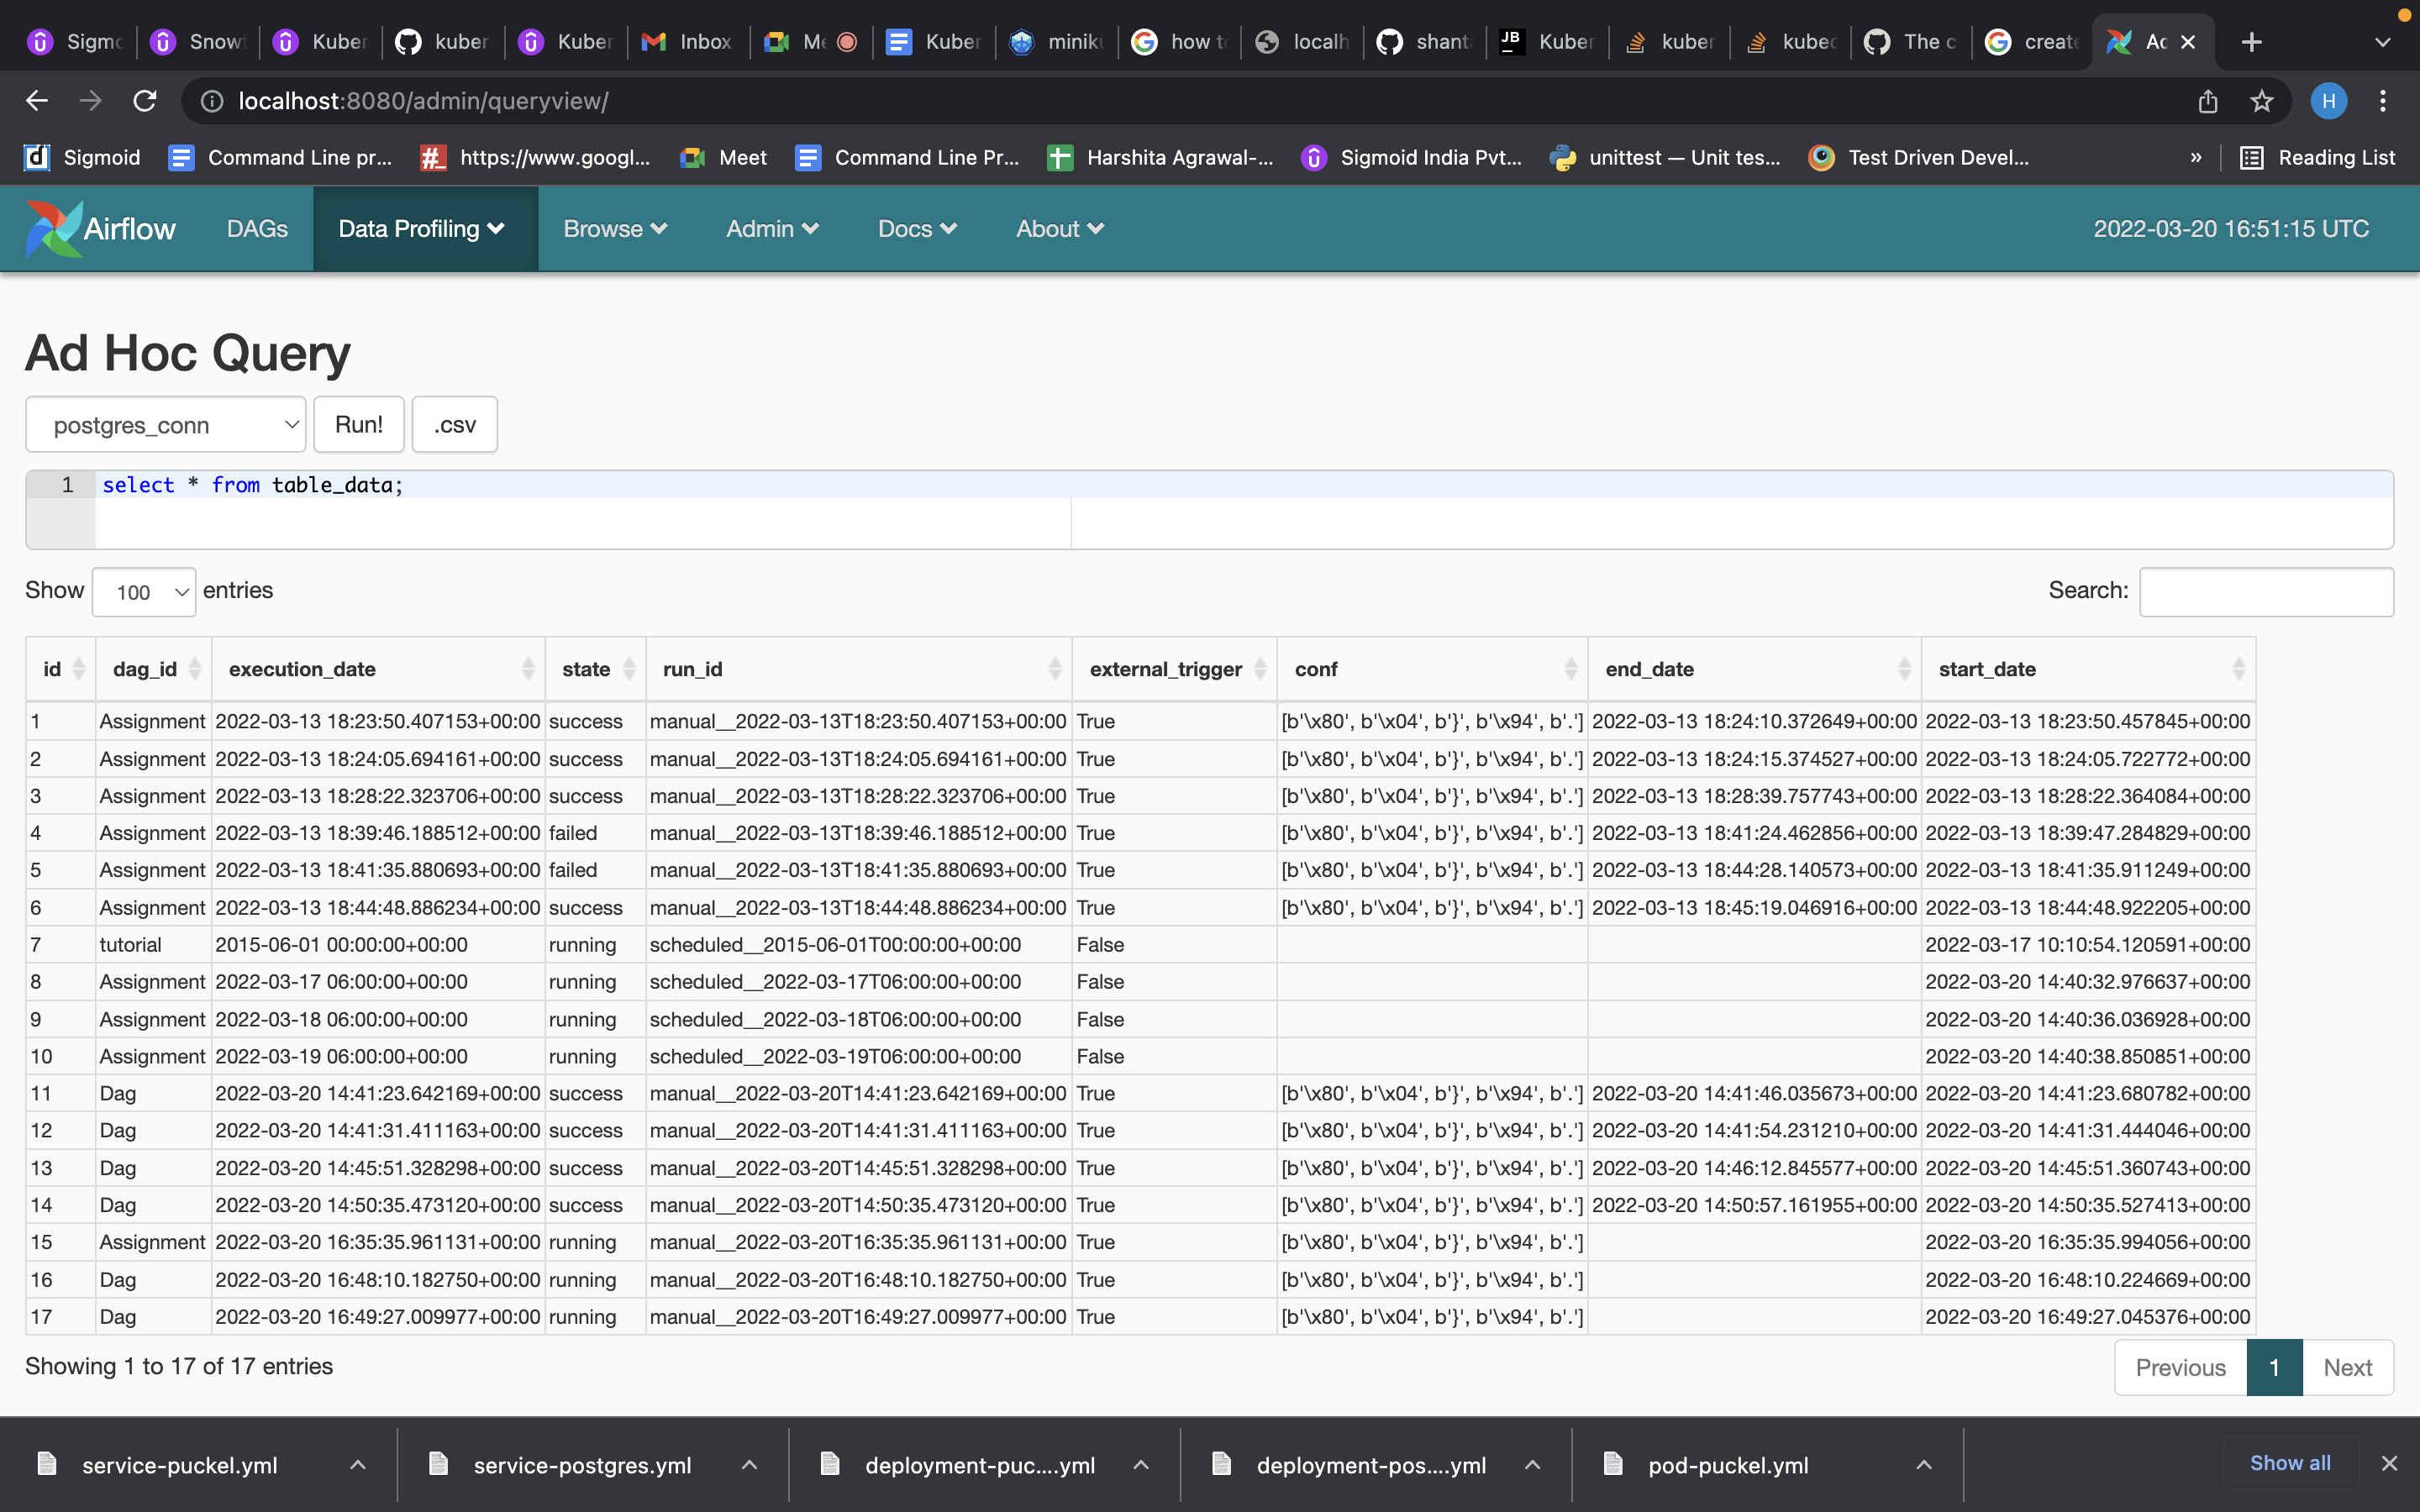 Sigmo Snow Kuber kuber Kuber Inbox Me Kuber miniku how to localh shanta Kuber kuber kubec The c create Ac
localhost:8080/admin/queryview/
H
Sigmoid Command Line pr... https://www.googl... Meet Command Line Pr... Harshita Agrawal-... Sigmoid India Pvt... unittest — Unit tes... Test Driven Devel... » Reading List
Airflow DAGs Data Profiling Browse Admin Docs About 2022-03-20 16:51:15 UTC
Ad Hoc Query
postgres_conn Run! .csv
1 select * from table_data;
Show 100 entries Search:
id dag_id execution_date state run_id external_trigger conf end_date start_date
1 Assignment 2022-03-13 18:23:50.407153+00:00 success manual__2022-03-13T18:23:50.407153+00:00 True [b'\x80', b'\x04', b'}', b'\x94', b'.'] 2022-03-13 18:24:10.372649+00:00 2022-03-13 18:23:50.457845+00:00
2 Assignment 2022-03-13 18:24:05.694161+00:00 success manual__2022-03-13T18:24:05.694161+00:00 True [b'\x80', b'\x04', b'}', b'\x94', b'.'] 2022-03-13 18:24:15.374527+00:00 2022-03-13 18:24:05.722772+00:00
3 Assignment 2022-03-13 18:28:22.323706+00:00 success manual__2022-03-13T18:28:22.323706+00:00 True [b'\x80', b'\x04', b'}', b'\x94', b'.'] 2022-03-13 18:28:39.757743+00:00 2022-03-13 18:28:22.364084+00:00
4 Assignment 2022-03-13 18:39:46.188512+00:00 failed manual__2022-03-13T18:39:46.188512+00:00 True [b'\x80', b'\x04', b'}', b'\x94', b'.'] 2022-03-13 18:41:24.462856+00:00 2022-03-13 18:39:47.284829+00:00
5 Assignment 2022-03-13 18:41:35.880693+00:00 failed manual__2022-03-13T18:41:35.880693+00:00 True [b'\x80', b'\x04', b'}', b'\x94', b'.'] 2022-03-13 18:44:28.140573+00:00 2022-03-13 18:41:35.911249+00:00
6 Assignment 2022-03-13 18:44:48.886234+00:00 success manual__2022-03-13T18:44:48.886234+00:00 True [b'\x80', b'\x04', b'}', b'\x94', b'.'] 2022-03-13 18:45:19.046916+00:00 2022-03-13 18:44:48.922205+00:00
7 tutorial 2015-06-01 00:00:00+00:00 running scheduled__2015-06-01T00:00:00+00:00 False 2022-03-17 10:10:54.120591+00:00
8 Assignment 2022-03-17 06:00:00+00:00 running scheduled__2022-03-17T06:00:00+00:00 False 2022-03-20 14:40:32.976637+00:00
9 Assignment 2022-03-18 06:00:00+00:00 running scheduled__2022-03-18T06:00:00+00:00 False 2022-03-20 14:40:36.036928+00:00
10 Assignment 2022-03-19 06:00:00+00:00 running scheduled__2022-03-19T06:00:00+00:00 False 2022-03-20 14:40:38.850851+00:00
11 Dag 2022-03-20 14:41:23.642169+00:00 success manual__2022-03-20T14:41:23.642169+00:00 True [b'\x80', b'\x04', b'}', b'\x94', b'.'] 2022-03-20 14:41:46.035673+00:00 2022-03-20 14:41:23.680782+00:00
12 Dag 2022-03-20 14:41:31.411163+00:00 success manual__2022-03-20T14:41:31.411163+00:00 True [b'\x80', b'\x04', b'}', b'\x94', b'.'] 2022-03-20 14:41:54.231210+00:00 2022-03-20 14:41:31.444046+00:00
13 Dag 2022-03-20 14:45:51.328298+00:00 success manual__2022-03-20T14:45:51.328298+00:00 True [b'\x80', b'\x04', b'}', b'\x94', b'.'] 2022-03-20 14:46:12.845577+00:00 2022-03-20 14:45:51.360743+00:00
14 Dag 2022-03-20 14:50:35.473120+00:00 success manual__2022-03-20T14:50:35.473120+00:00 True [b'\x80', b'\x04', b'}', b'\x94', b'.'] 2022-03-20 14:50:57.161955+00:00 2022-03-20 14:50:35.527413+00:00
15 Assignment 2022-03-20 16:35:35.961131+00:00 running manual__2022-03-20T16:35:35.961131+00:00 True [b'\x80', b'\x04', b'}', b'\x94', b'.'] 2022-03-20 16:35:35.994056+00:00
16 Dag 2022-03-20 16:48:10.182750+00:00 running manual__2022-03-20T16:48:10.182750+00:00 True [b'\x80', b'\x04', b'}', b'\x94', b'.'] 2022-03-20 16:48:10.224669+00:00
17 Dag 2022-03-20 16:49:27.009977+00:00 running manual__2022-03-20T16:49:27.009977+00:00 True [b'\x80', b'\x04', b'}', b'\x94', b'.'] 2022-03-20 16:49:27.045376+00:00
Showing 1 to 17 of 17 entries Previous 1 Next
service-puckel.yml service-postgres.yml deployment-puc....yml deployment-pos....yml pod-puckel.yml Show all